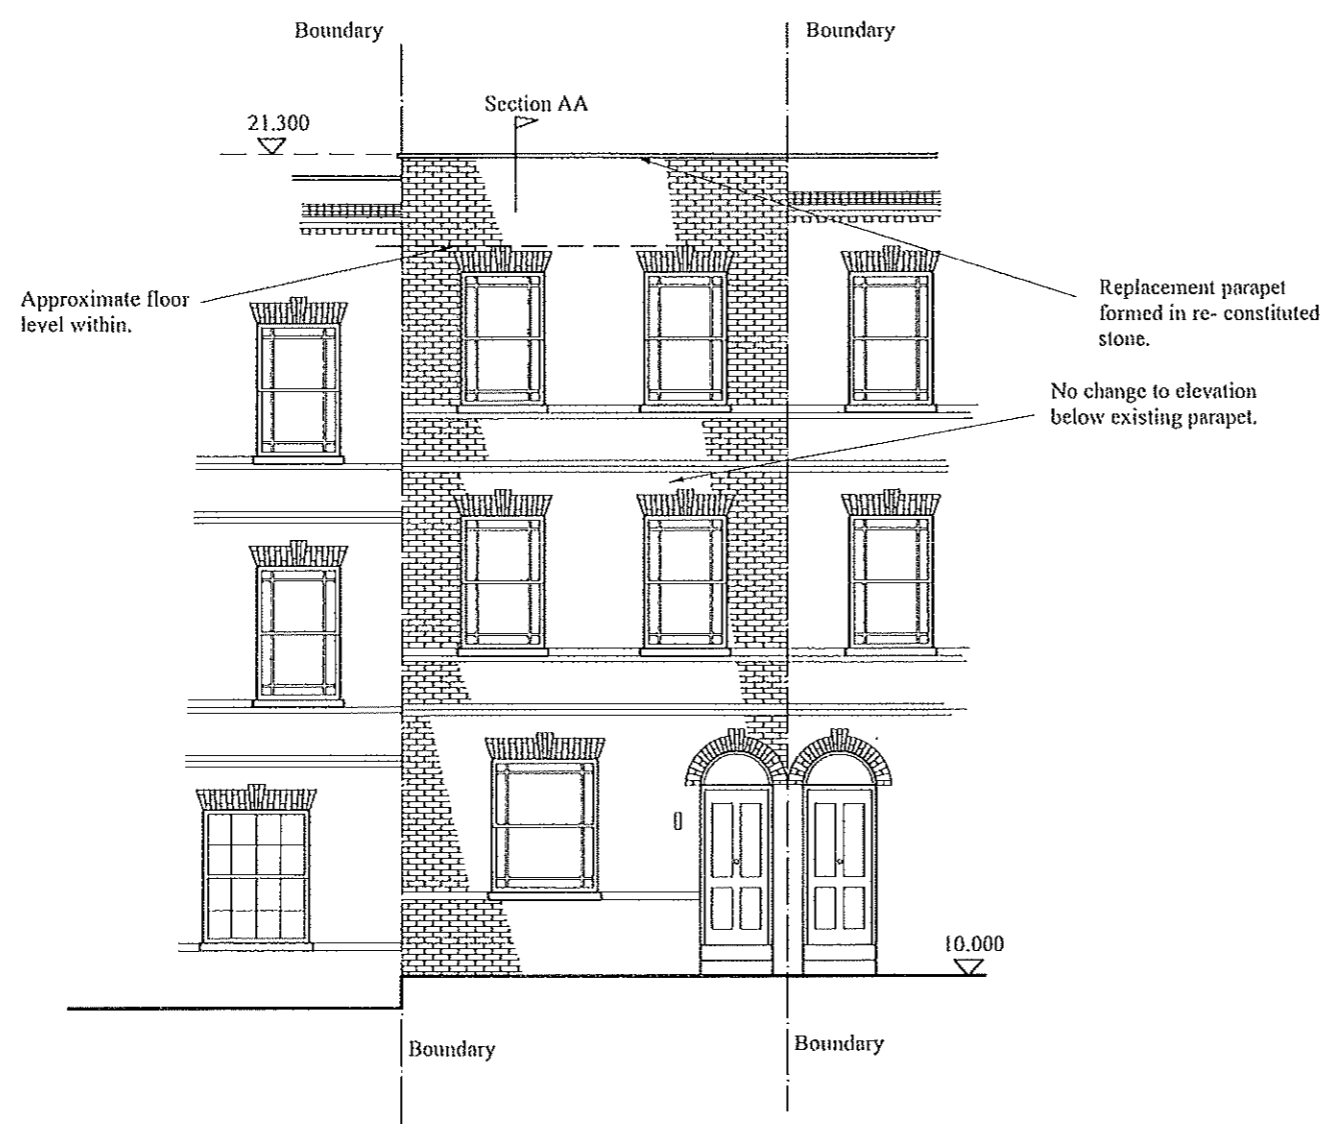 Boundary
Boundary
Section AA
21.300
Approximate floor
level within.
Replacement parapet
formed in re- constituted
stone.
No change to elevation
below existing parapet.
10.000
Boundary
Boundary